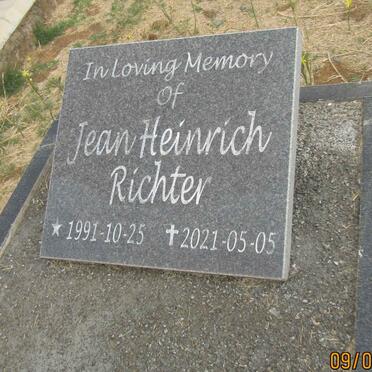 In Loving Memory
Of
Jean Heinrich
Richter
1991-10-25 2021-05-05
09/0